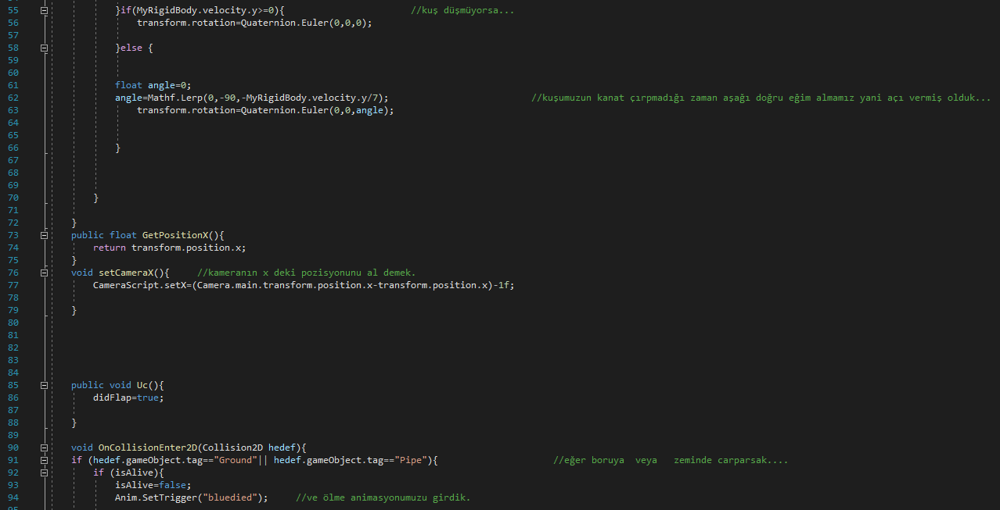 55 }if(MyRigidBody.velocity.y>=0){ //kuş düşmüyorsa...
56 transform.rotation=Quaternion.Euler(0,0,0);
57
58 }else {
59
60
61 float angle=0;
62 angle=Mathf.Lerp(0,-90,-MyRigidBody.velocity.y/7); //kuşumuzun kanat çırpmadığı zaman aşağı doğru eğim almamız yani açı vermiş olduk...
63 transform.rotation=Quaternion.Euler(0,0,angle);
64
65
66 }
67
68
69
70 }
71
72 }
73 public float GetPositionX(){
74 return transform.position.x;
75 }
76 void setCameraX(){ //kameranın x deki pozisyonunu al demek.
77 CameraScript.setX=(Camera.main.transform.position.x-transform.position.x)-1f;
78
79 }
80
81
82
83
84
85 public void Uc(){
86 didFlap=true;
87
88 }
89
90 void OnCollisionEnter2D(Collision2D hedef){
91 if (hedef.gameObject.tag=="Ground"|| hedef.gameObject.tag=="Pipe"){ //eğer boruya veya zeminde carparsak....
92 if (isAlive){
93 isAlive=false;
94 Anim.SetTrigger("bluedied"); //ve ölme animasyonumuzu girdik.